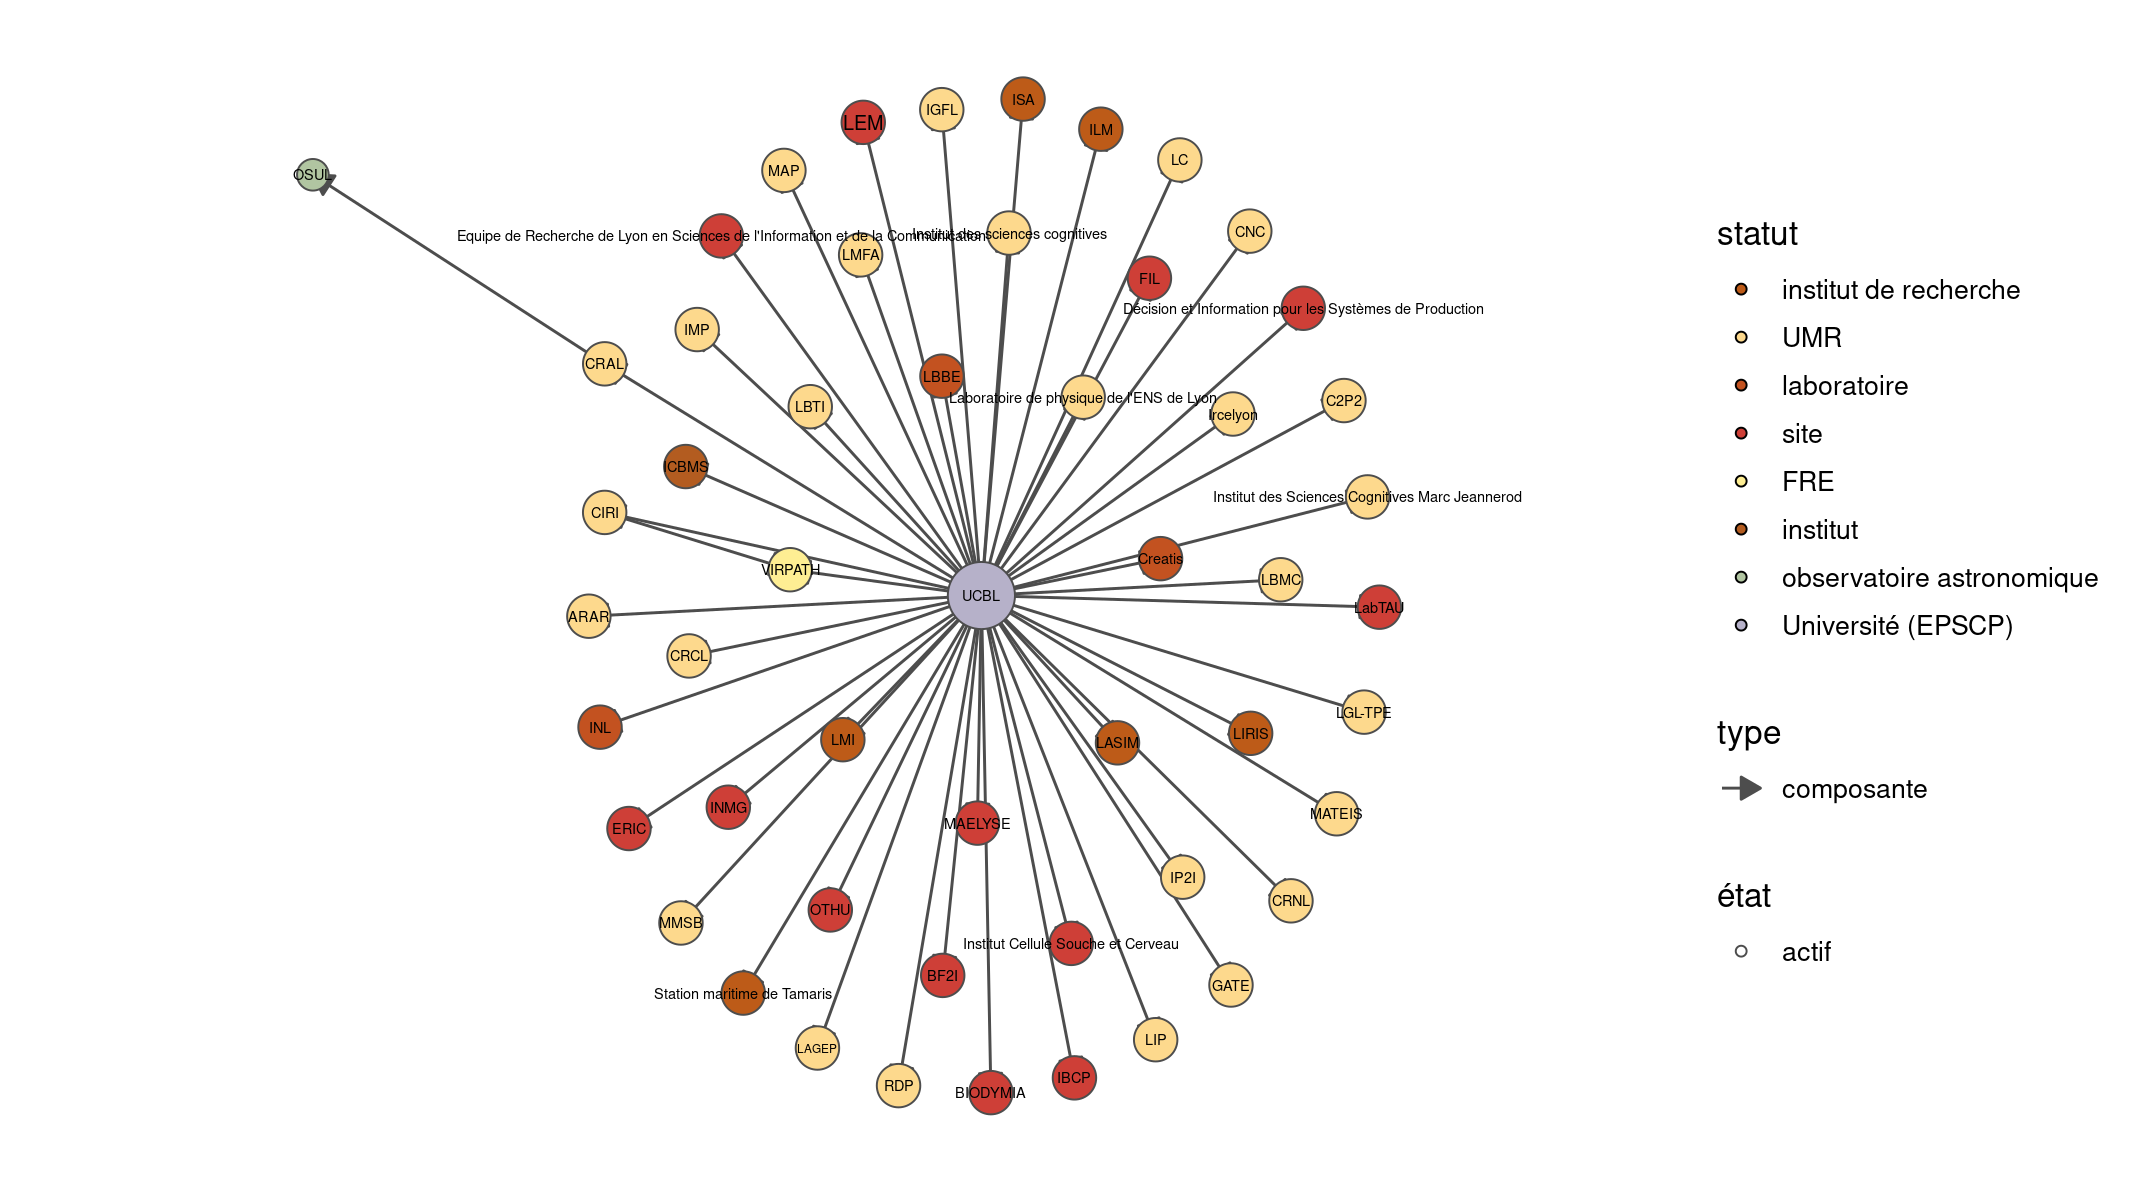 ISA
IGFL
LEM
ILM
LC
MAP
OSUL
CNC
Equipe de Recherche de Lyon en Sciences de l'Information et de la Communication
Institut des sciences cognitives
LMFA
FIL
Décision et Information pour les Systèmes de Production
IMP
CRAL
LBBE
Laboratoire de physique de l'ENS de Lyon
LBTI
Ircelyon
C2P2
ICBMS
Institut des Sciences Cognitives Marc Jeannerod
CIRI
Creatis
VIRPATH
LBMC
UCBL
LabTAU
ARAR
CRCL
LGL-TPE
INL
LMI
LASIM
LIRIS
INMG
MATEIS
ERIC
MAELYSE
IP2I
CRNL
OTHU
MMSB
Institut Cellule Souche et Cerveau
BF2I
GATE
Station maritime de Tamaris
LAGEP
LIP
IBCP
RDP
BIODYMIA
statut
institut de recherche
UMR
laboratoire
site
FRE
institut
observatoire astronomique
Université (EPSCP)
type
composante
état
actif